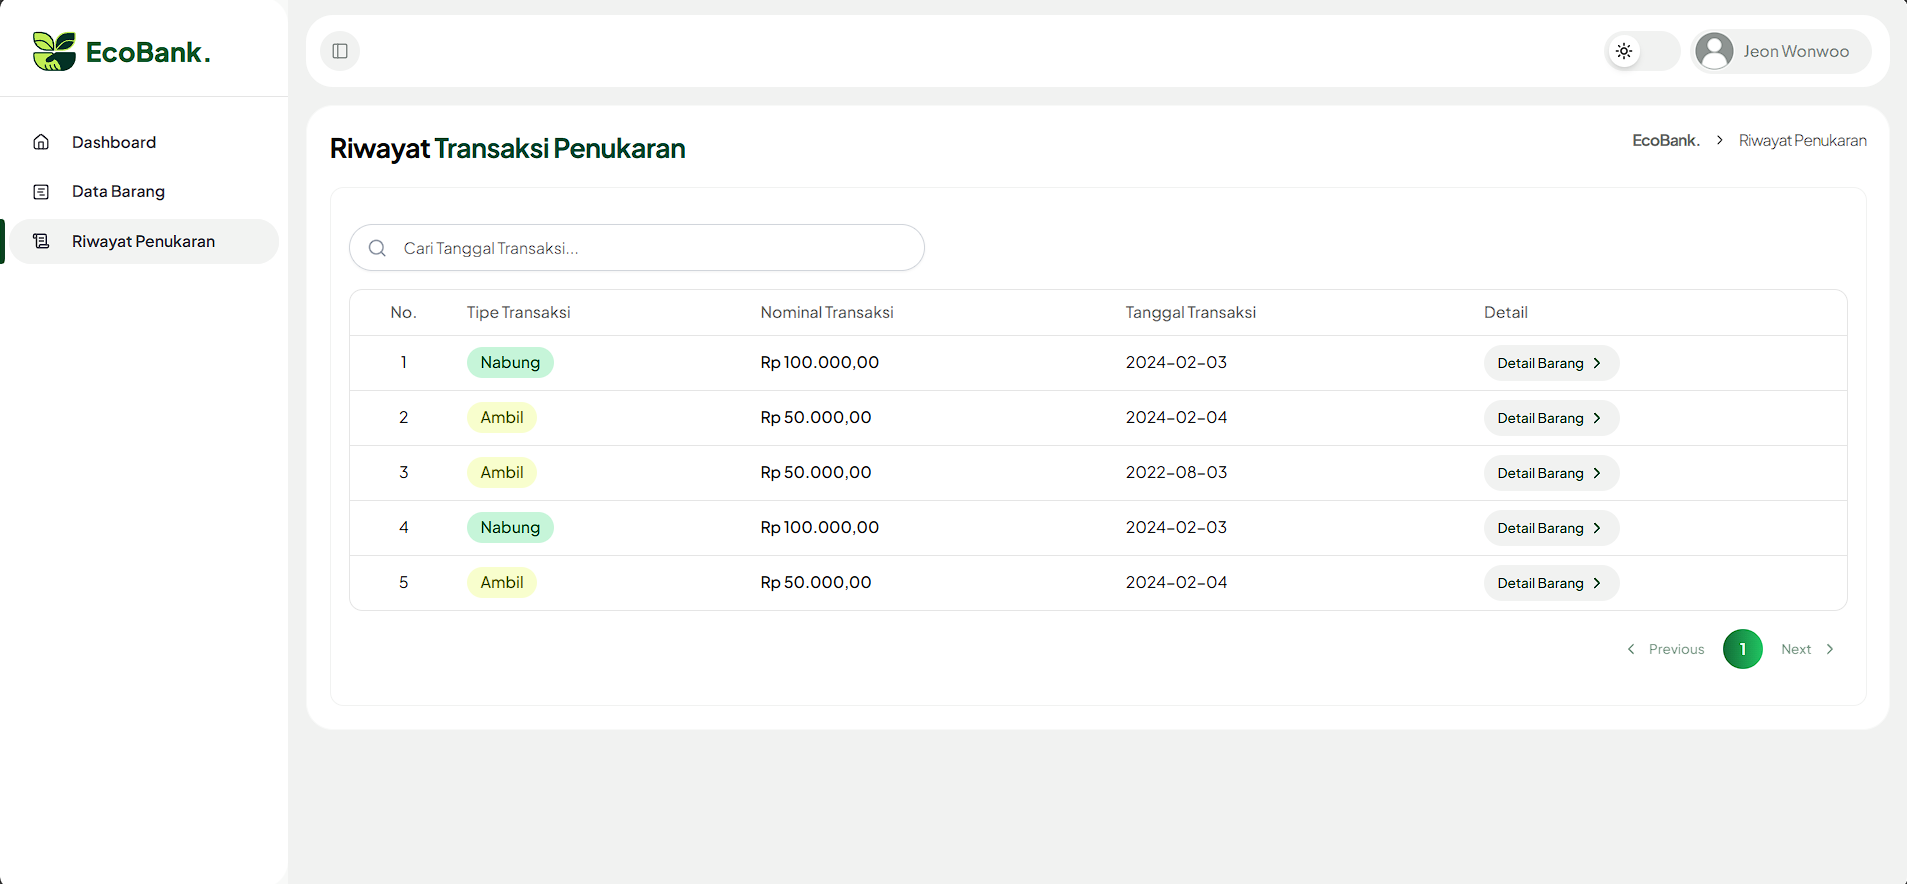 EcoBank.
Jeon Wonwoo
Dashboard
Data Barang
Riwayat Penukaran
Riwayat Transaksi Penukaran
EcoBank. > Riwayat Penukaran
Cari Tanggal Transaksi...
No. Tipe Transaksi Nominal Transaksi Tanggal Transaksi Detail
1 Nabung Rp 100.000,00 2024-02-03 Detail Barang >
2 Ambil Rp 50.000,00 2024-02-04 Detail Barang >
3 Ambil Rp 50.000,00 2022-08-03 Detail Barang >
4 Nabung Rp 100.000,00 2024-02-03 Detail Barang >
5 Ambil Rp 50.000,00 2024-02-04 Detail Barang >
< Previous 1 Next >